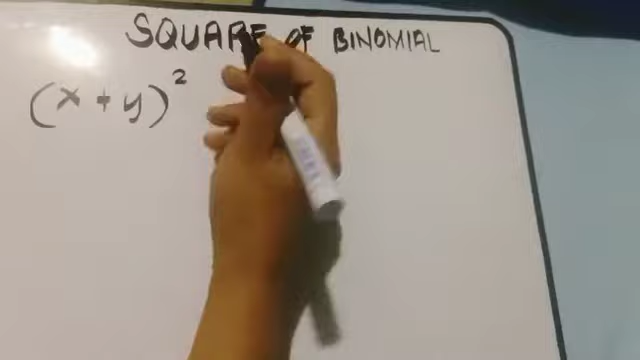 SQUARE OF BINOMIAL
(x + y)²